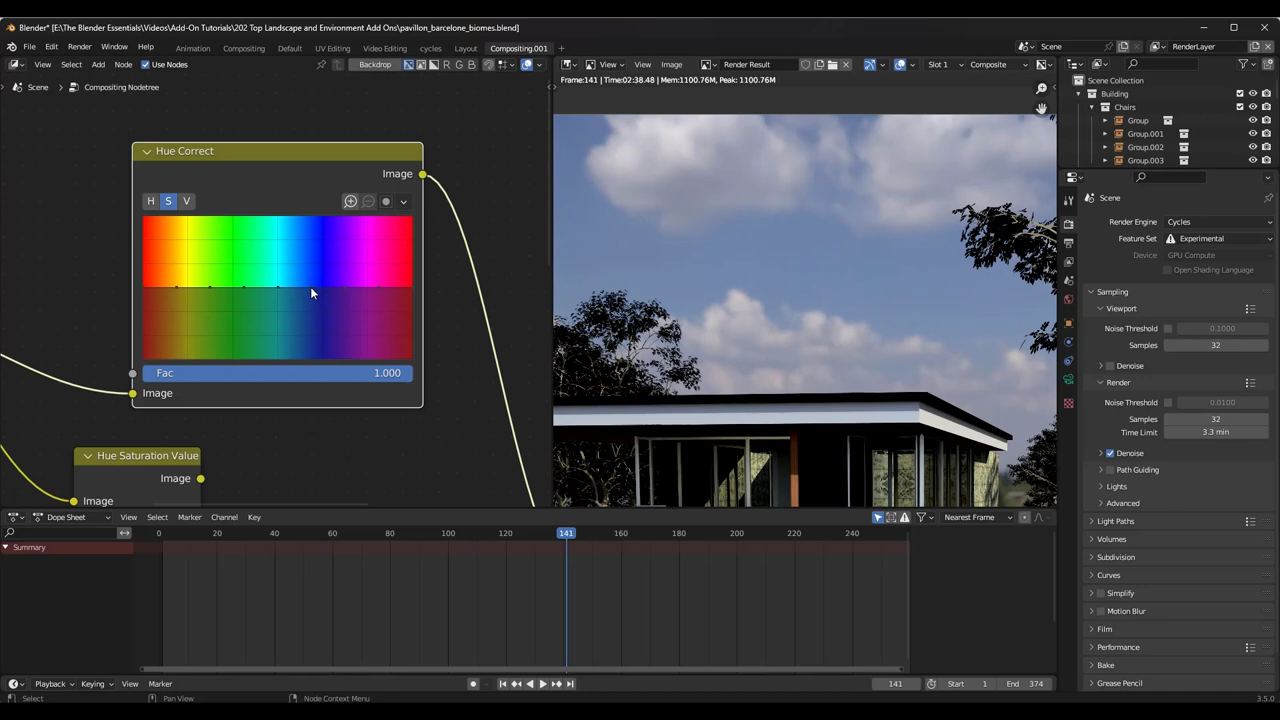 Blender* [E:\The Blender Essentials\Videos\Add-On Tutorials\202 Top Landscape and Environment Add Ons\pavillon_barcelone_biomes.blend]
File Edit Render Window Help
Animation Compositing Default UV Editing Video Editing cycles Layout Compositing.001
Scene RenderLayer
View Select Add Node Use Nodes Backdrop R G B
View View Image Render Result Slot 1 Composite
Scene > Compositing Nodetree
Frame:141 | Time:02:38.48 | Mem:1100.76M, Peak: 1100.76M
Scene Collection
Building
Chairs
Group
Group.001
Group.002
Group.003
Hue Correct
Image
H S V
Fac 1.000
Image
Hue Saturation Value
Image
Image
Scene
Render Engine Cycles
Feature Set Experimental
Device GPU Compute
Open Shading Language
Sampling
Viewport
Noise Threshold 0.1000
Samples 32
Denoise
Render
Noise Threshold 0.0100
Samples 32
Time Limit 3.3 min
Denoise
Path Guiding
Lights
Advanced
Light Paths
Volumes
Subdivision
Curves
Simplify
Motion Blur
Film
Performance
Bake
Grease Pencil
Dope Sheet View Select Marker Channel Key Nearest Frame
0 20 40 60 80 100 120 141 160 180 200 220 240
Summary
Playback Keying View Marker 141 Start 1 End 374
Select Pan View Node Context Menu 3.5.0